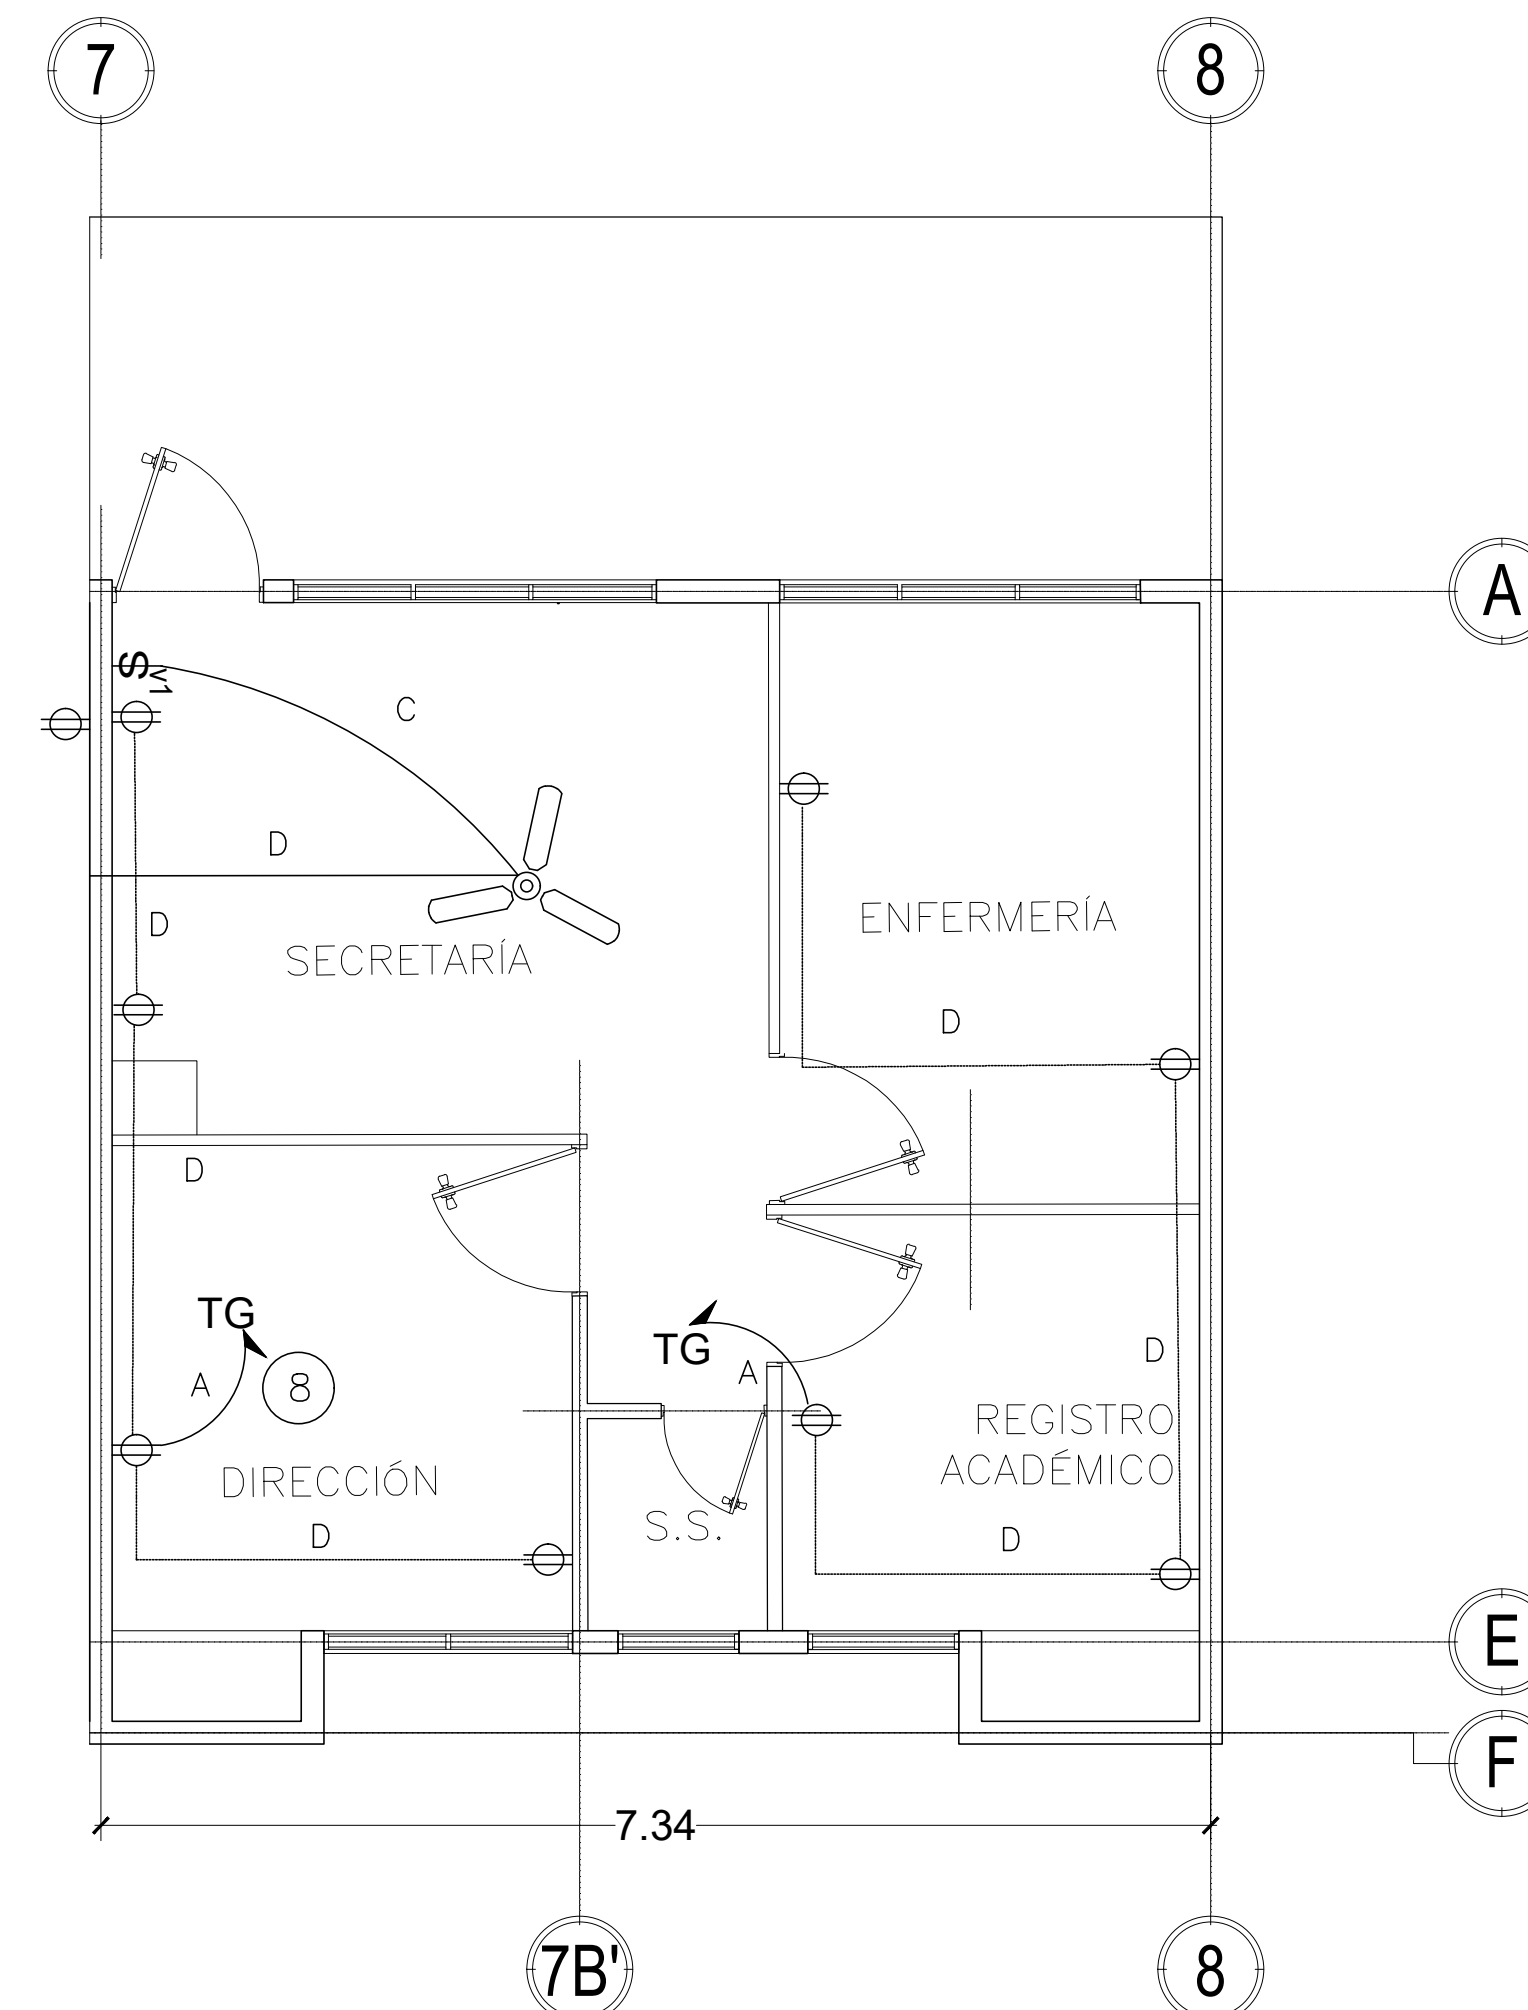 7
8
A
S
v1
C
D
D
ENFERMERÍA
SECRETARÍA
D
D
TG
TG
D
A
A
8
REGISTRO
ACADÉMICO
DIRECCIÓN
S.S.
D
D
E
F
7.34
7B'
8